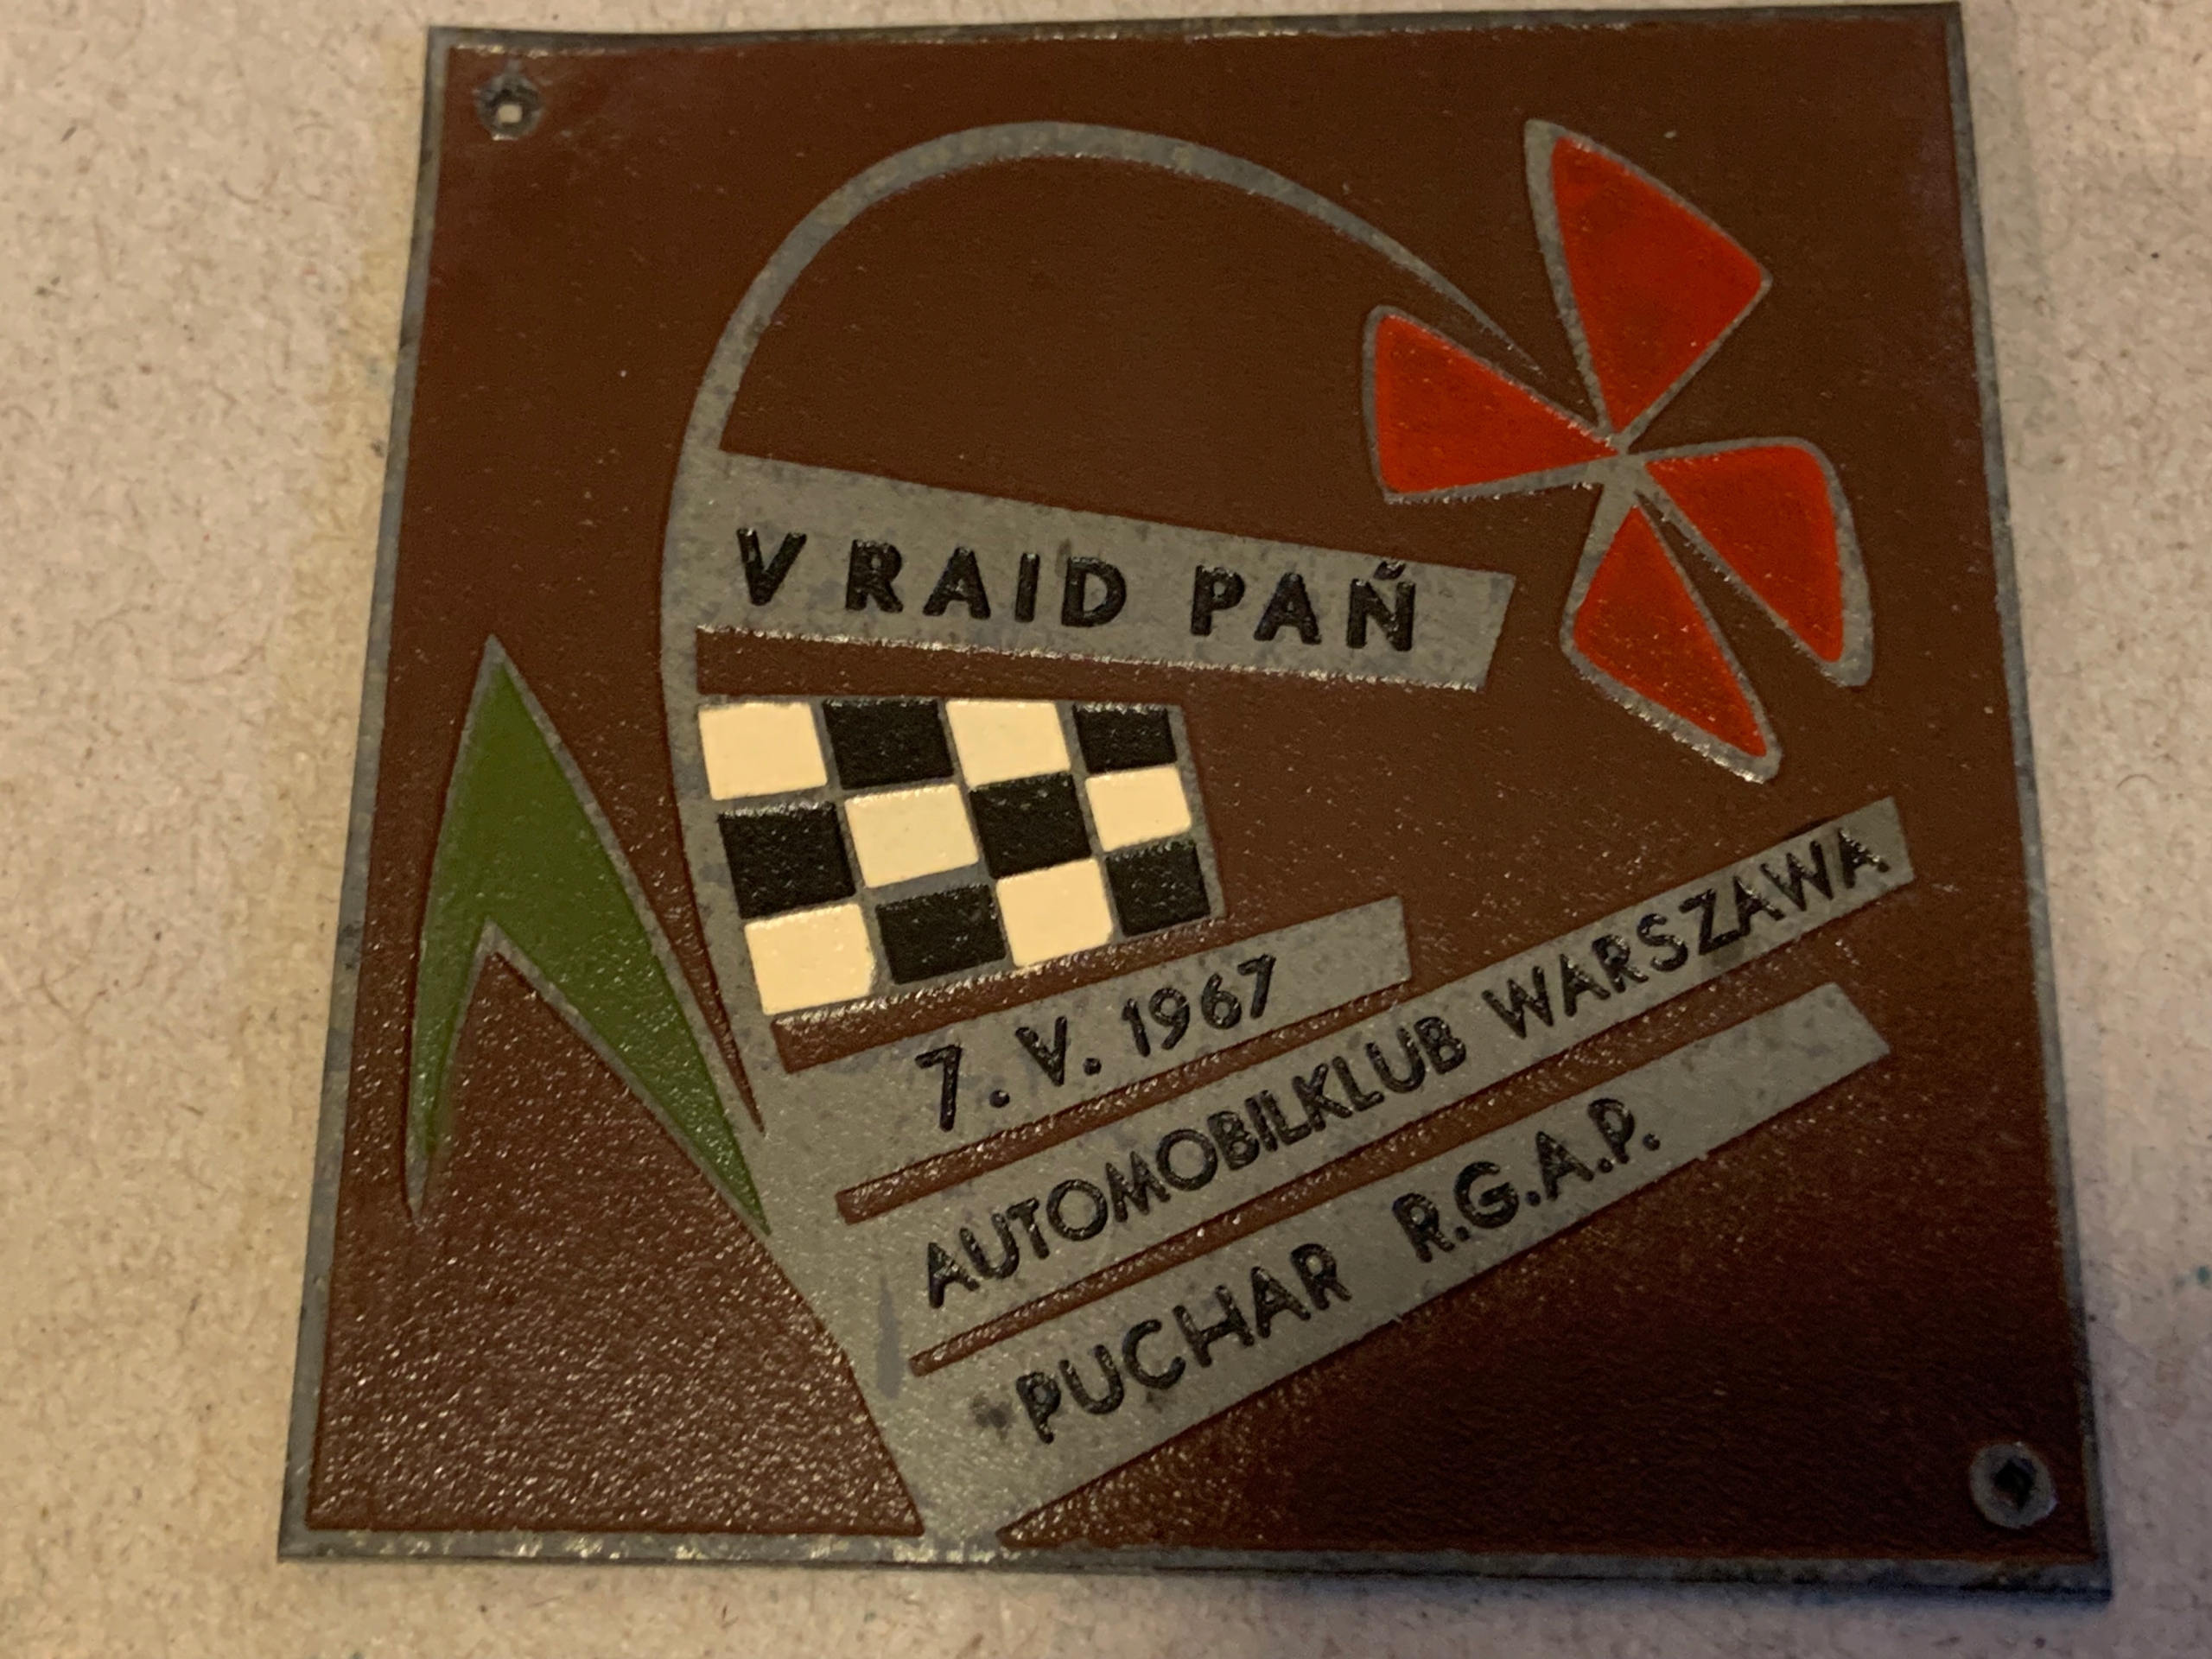 V RAID PAŃ
7. V. 1967
AUTOMOBILKLUB WARSZAWA
PUCHAR R.G.A.P.